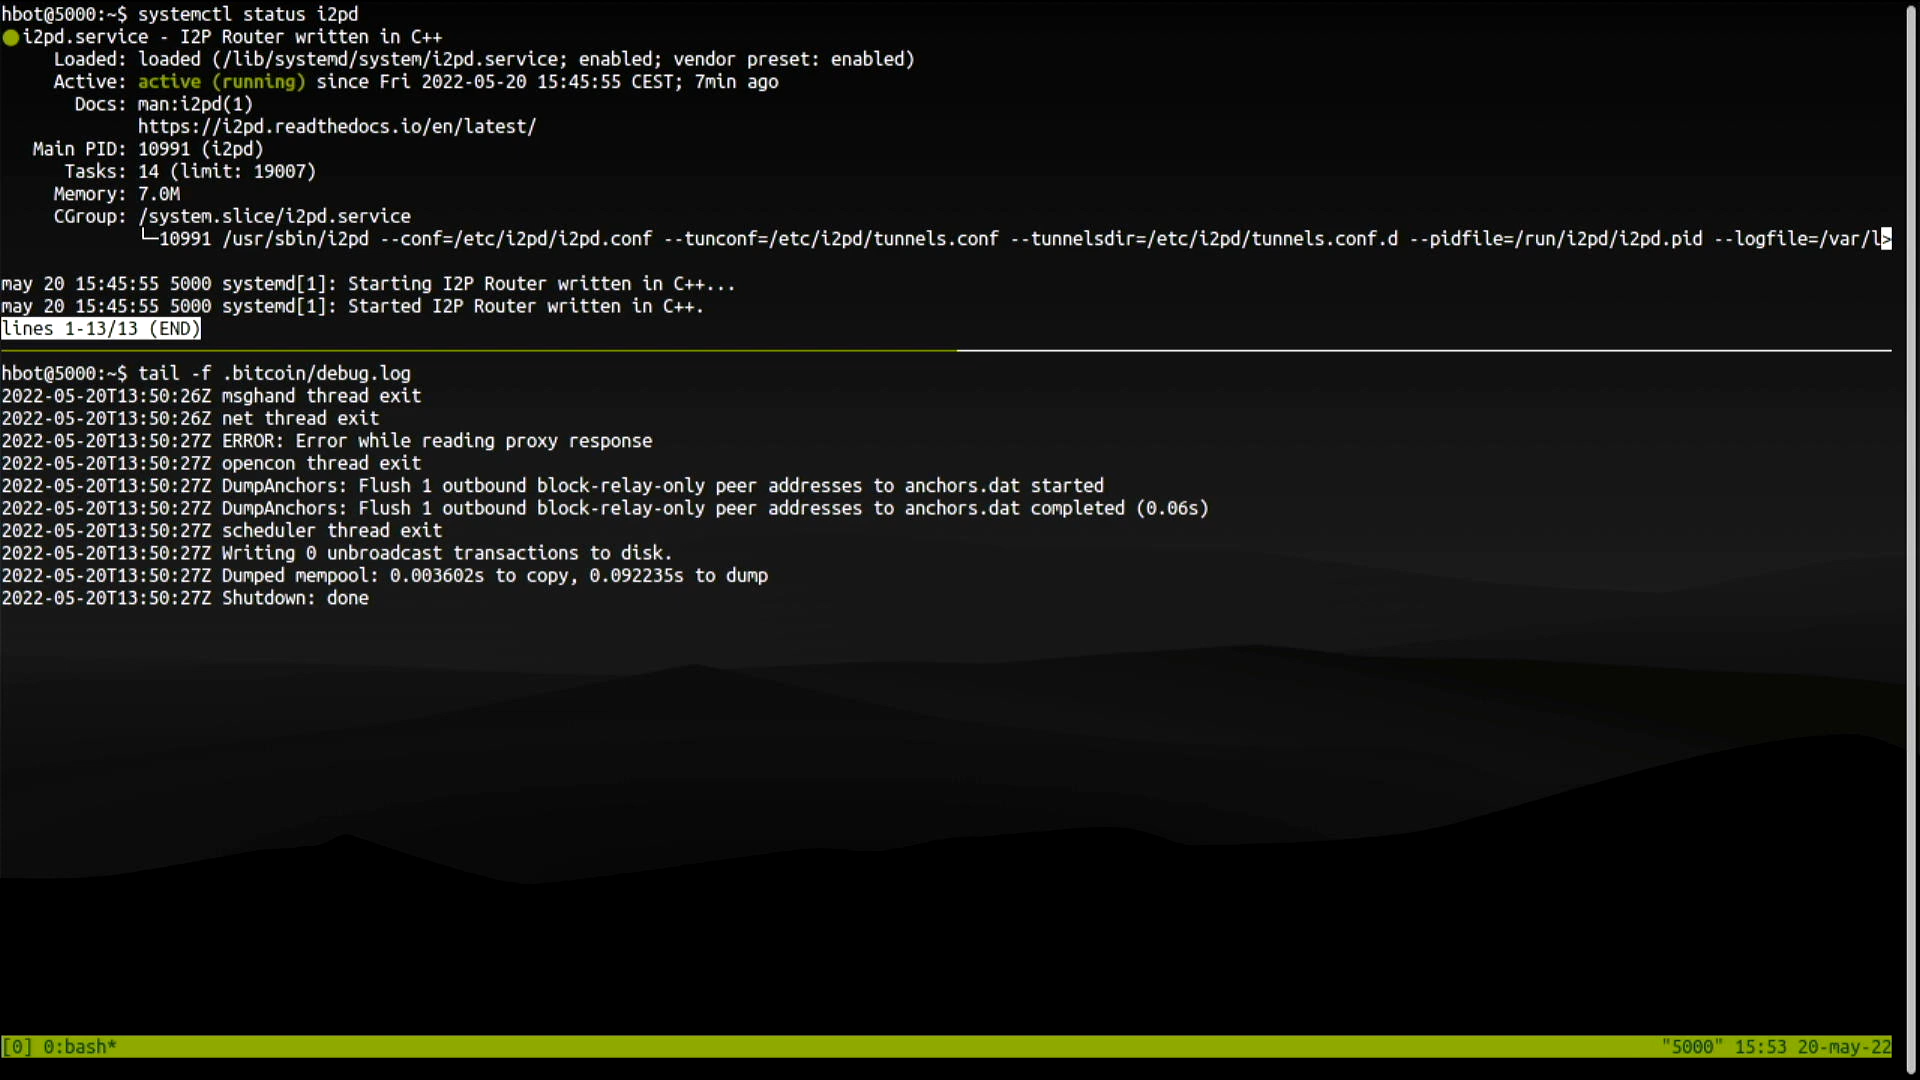 hbot@5000:~$ systemctl status i2pd
i2pd.service - I2P Router written in C++
Loaded: loaded (/lib/systemd/system/i2pd.service; enabled; vendor preset: enabled)
Active: active (running) since Fri 2022-05-20 15:45:55 CEST; 7min ago
Docs: man:i2pd(1)
https://i2pd.readthedocs.io/en/latest/
Main PID: 10991 (i2pd)
Tasks: 14 (limit: 19007)
Memory: 7.0M
CGroup: /system.slice/i2pd.service
└─10991 /usr/sbin/i2pd --conf=/etc/i2pd/i2pd.conf --tunconf=/etc/i2pd/tunnels.conf --tunnelsdir=/etc/i2pd/tunnels.conf.d --pidfile=/run/i2pd/i2pd.pid --logfile=/var/l>
may 20 15:45:55 5000 systemd[1]: Starting I2P Router written in C++...
may 20 15:45:55 5000 systemd[1]: Started I2P Router written in C++.
lines 1-13/13 (END)
hbot@5000:~$ tail -f .bitcoin/debug.log
2022-05-20T13:50:26Z msghand thread exit
2022-05-20T13:50:26Z net thread exit
2022-05-20T13:50:27Z ERROR: Error while reading proxy response
2022-05-20T13:50:27Z opencon thread exit
2022-05-20T13:50:27Z DumpAnchors: Flush 1 outbound block-relay-only peer addresses to anchors.dat started
2022-05-20T13:50:27Z DumpAnchors: Flush 1 outbound block-relay-only peer addresses to anchors.dat completed (0.06s)
2022-05-20T13:50:27Z scheduler thread exit
2022-05-20T13:50:27Z Writing 0 unbroadcast transactions to disk.
2022-05-20T13:50:27Z Dumped mempool: 0.003602s to copy, 0.092235s to dump
2022-05-20T13:50:27Z Shutdown: done
[0] 0:bash* "5000" 15:53 20-may-22